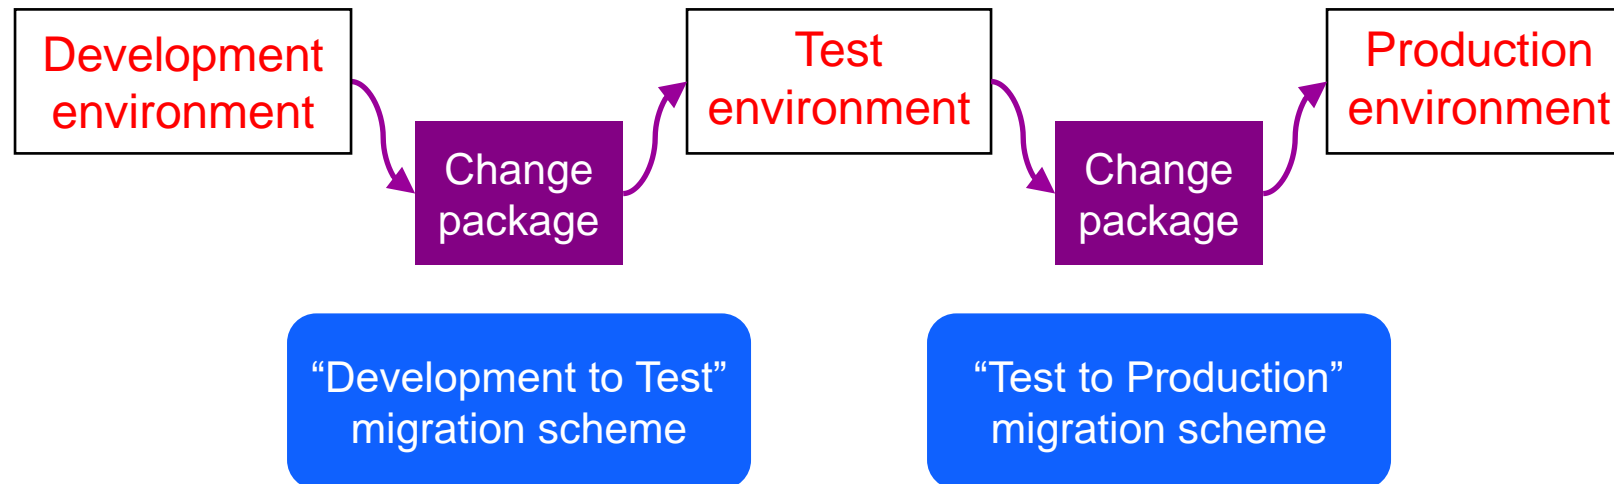 Development
environment
Change
package
Test
environment
Change
package
Production
environment
“Development to Test”
migration scheme
“Test to Production”
migration scheme